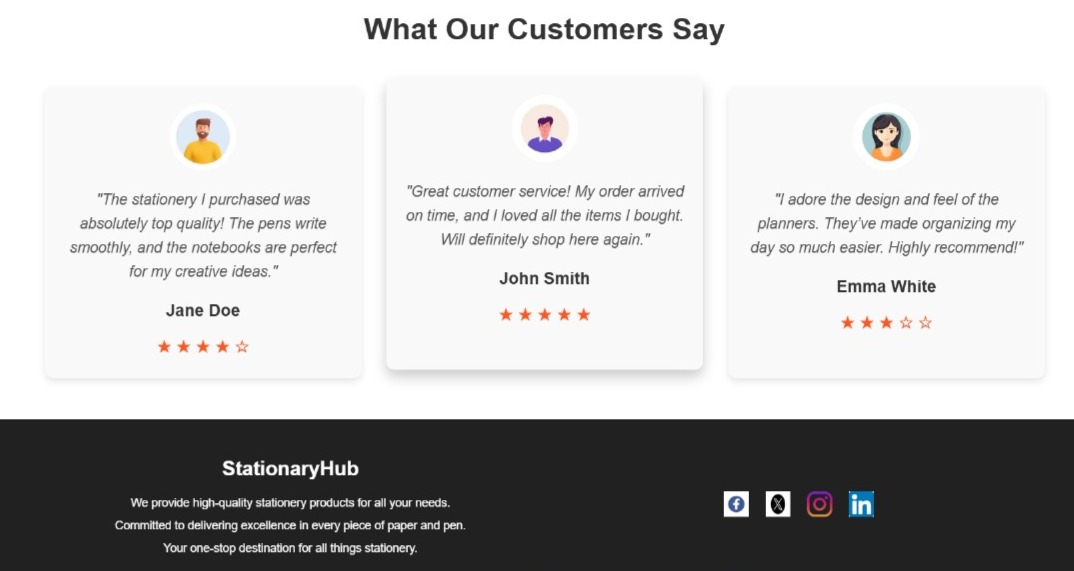 What Our Customers Say
"The stationery I purchased was
absolutely top quality! The pens write
smoothly, and the notebooks are perfect
for my creative ideas."
Jane Doe
★ ★ ★ ★ ☆
"Great customer service! My order arrived
on time, and I loved all the items I bought.
Will definitely shop here again."
John Smith
★ ★ ★ ★ ★
"I adore the design and feel of the
planners. They've made organizing my
day so much easier. Highly recommend!"
Emma White
★ ★ ★ ☆ ☆
StationaryHub
We provide high-quality stationery products for all your needs.
Committed to delivering excellence in every piece of paper and pen.
Your one-stop destination for all things stationery.